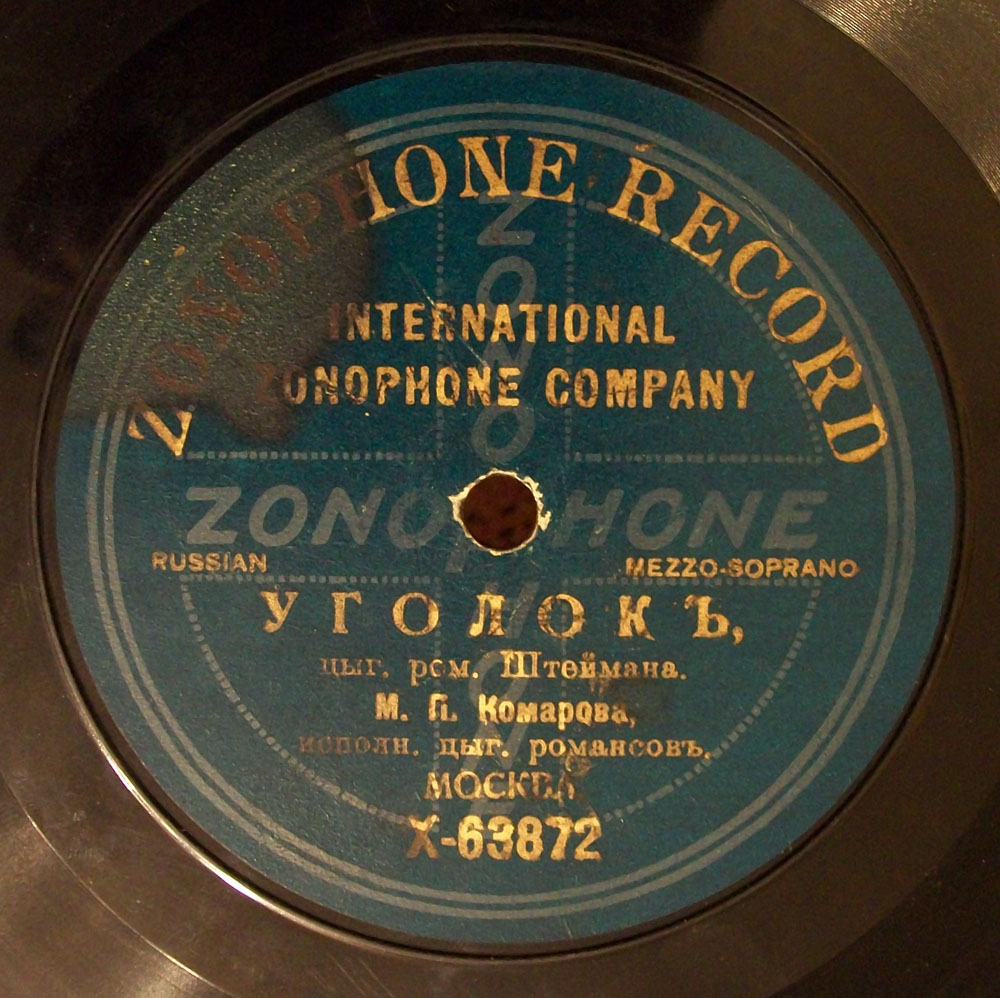 ZONOPHONE RECORD
INTERNATIONAL
ZONOPHONE COMPANY
ZONOPHONE
ZONOPHONE
RUSSIAN
MEZZO-SOPRANO
УГОЛОКЪ,
цыг. ром. Штеймана.
М. П. Комарова,
исполн. цыг. романсовъ.
МОСКВА
X-63872